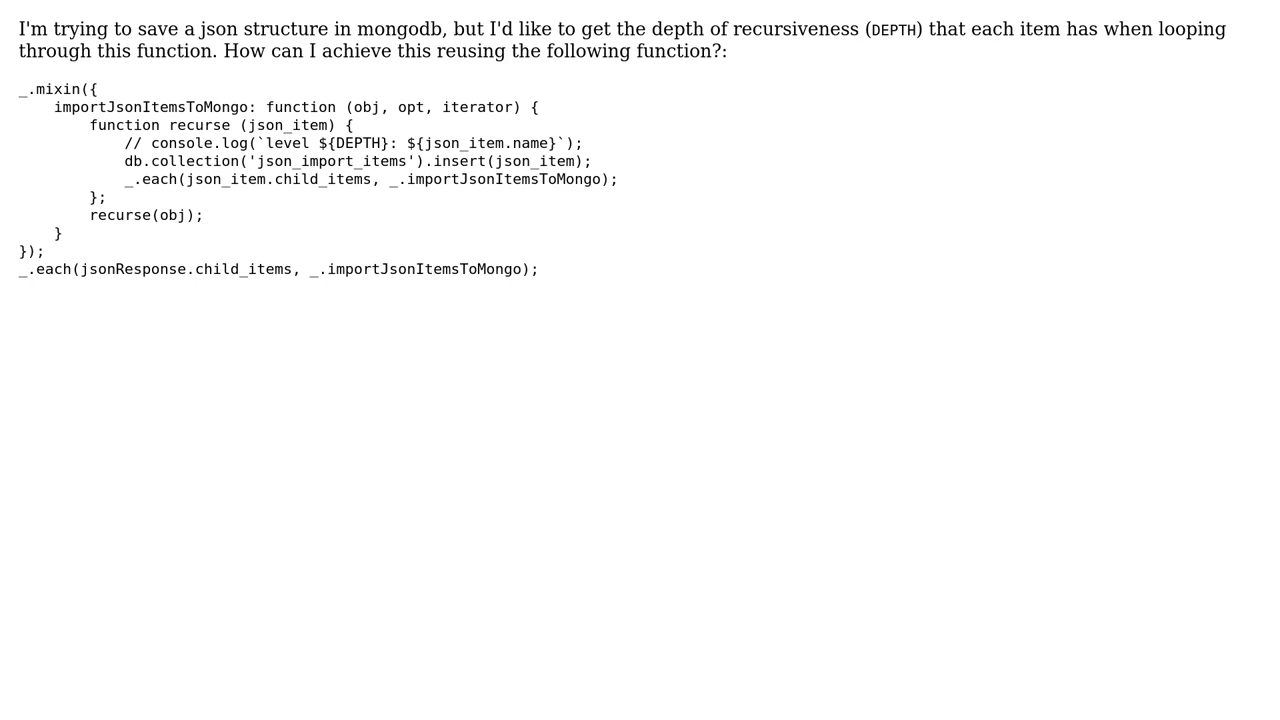 I'm trying to save a json structure in mongodb, but I'd like to get the depth of recursiveness (DEPTH) that each item has when looping
through this function. How can I achieve this reusing the following function?:
_.mixin({
    importJsonItemsToMongo: function (obj, opt, iterator) {
        function recurse (json_item) {
            // console.log(`level ${DEPTH}: ${json_item.name}`);
            db.collection('json_import_items').insert(json_item);
            _.each(json_item.child_items, _.importJsonItemsToMongo);
        };
        recurse(obj);
    }
});
_.each(jsonResponse.child_items, _.importJsonItemsToMongo);